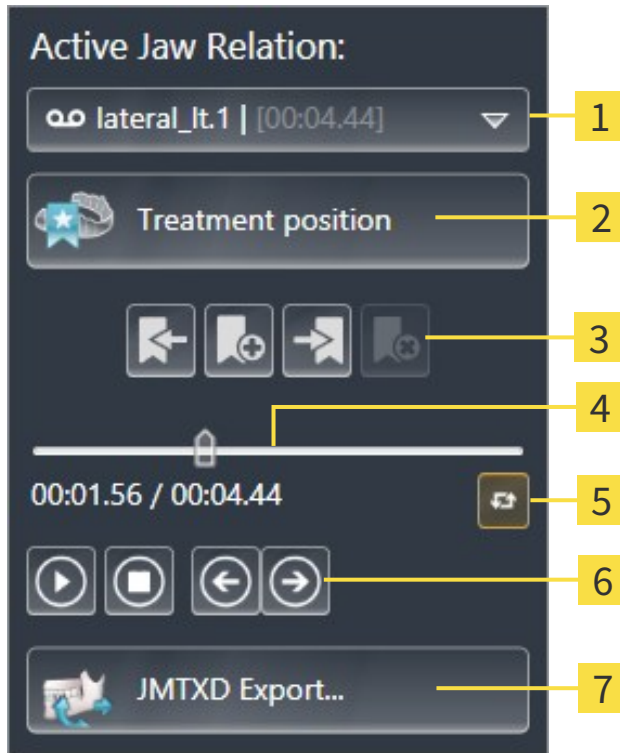 Active Jaw Relation:
lateral_lt.1 | [00:04.44]
1
Treatment position
2
3
4
00:01.56 / 00:04.44
5
6
JMTXD Export...
7